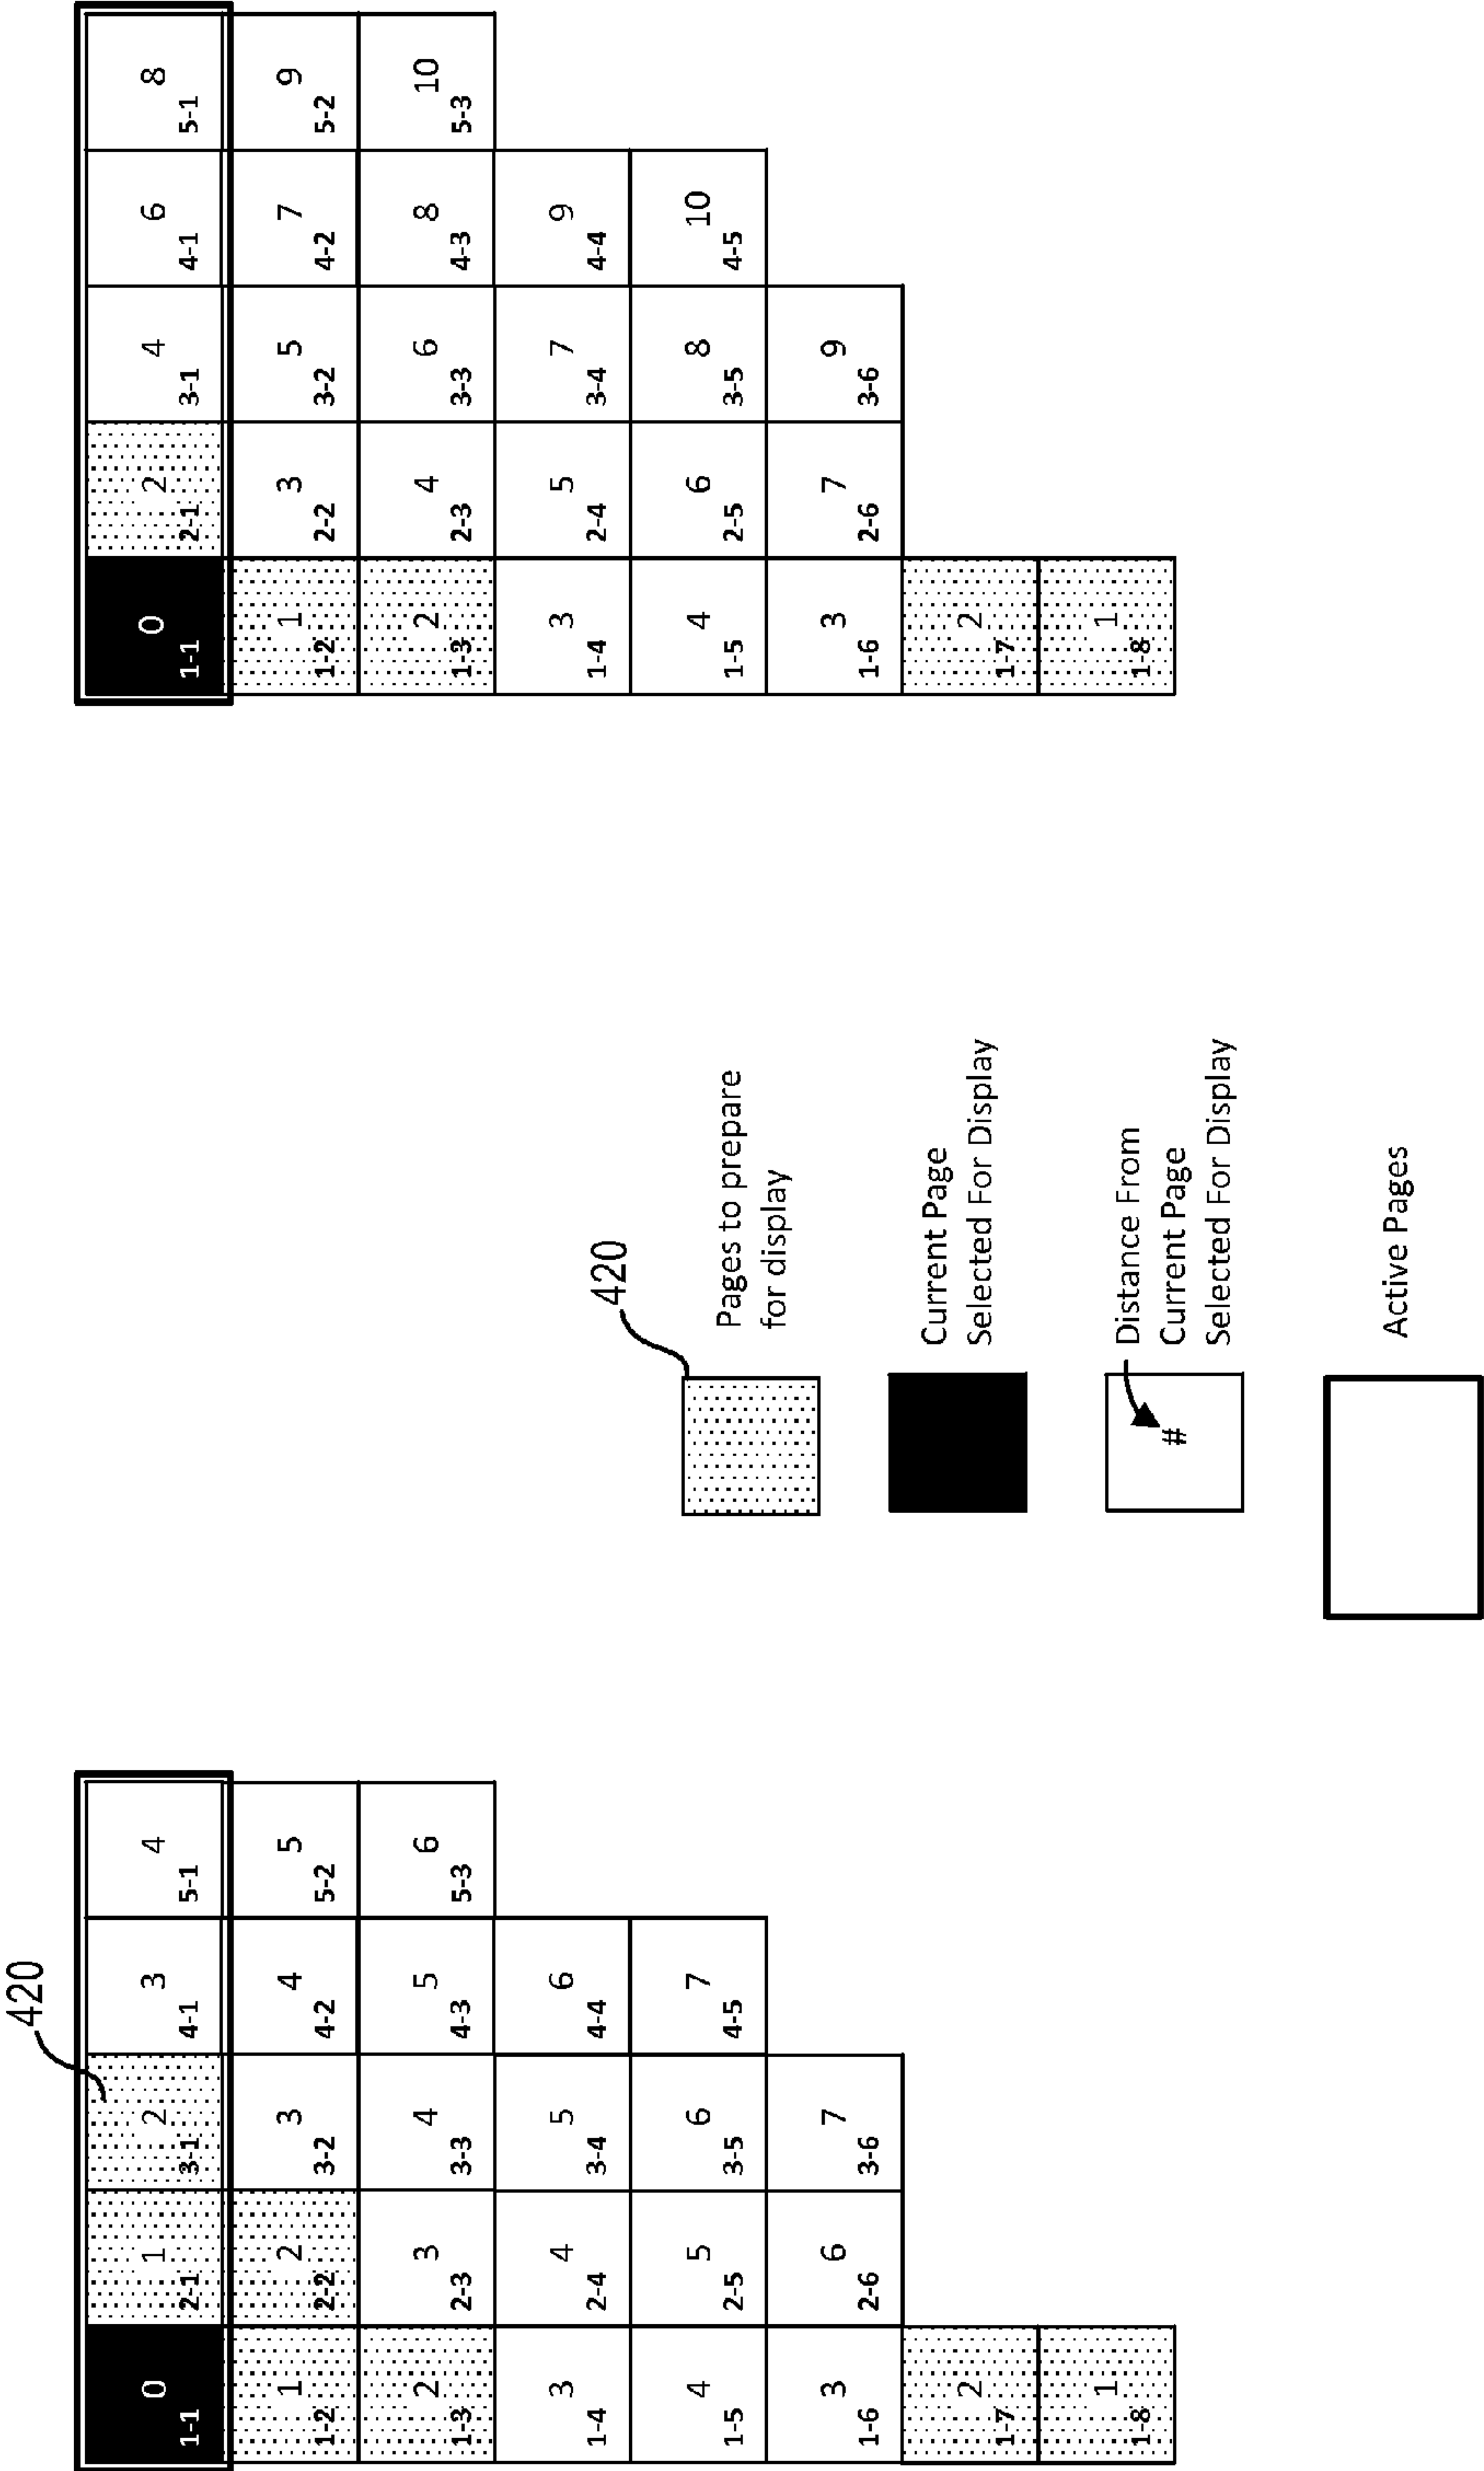 420
0 1 2 3 4
1-1 2-1 3-1 4-1 5-1
1 2 3 4 5
1-2 2-2 3-2 4-2 5-2
2 3 4 5 6
1-3 2-3 3-3 4-3 5-3
3 4 5 6
1-4 2-4 3-4 4-4
4 5 6 7
1-5 2-5 3-5 4-5
3 6 7
1-6 2-6 3-6
2
1-7
1
1-8
420
Pages to prepare
for display
Current Page
Selected For Display
#
Distance From
Current Page
Selected For Display
Active Pages
0 2 4 6 8
1-1 2-1 3-1 4-1 5-1
1 3 5 7 9
1-2 2-2 3-2 4-2 5-2
2 4 6 8 10
1-3 2-3 3-3 4-3 5-3
3 5 7 9
1-4 2-4 3-4 4-4
4 6 8 10
1-5 2-5 3-5 4-5
3 7 9
1-6 2-6 3-6
2
1-7
1
1-8